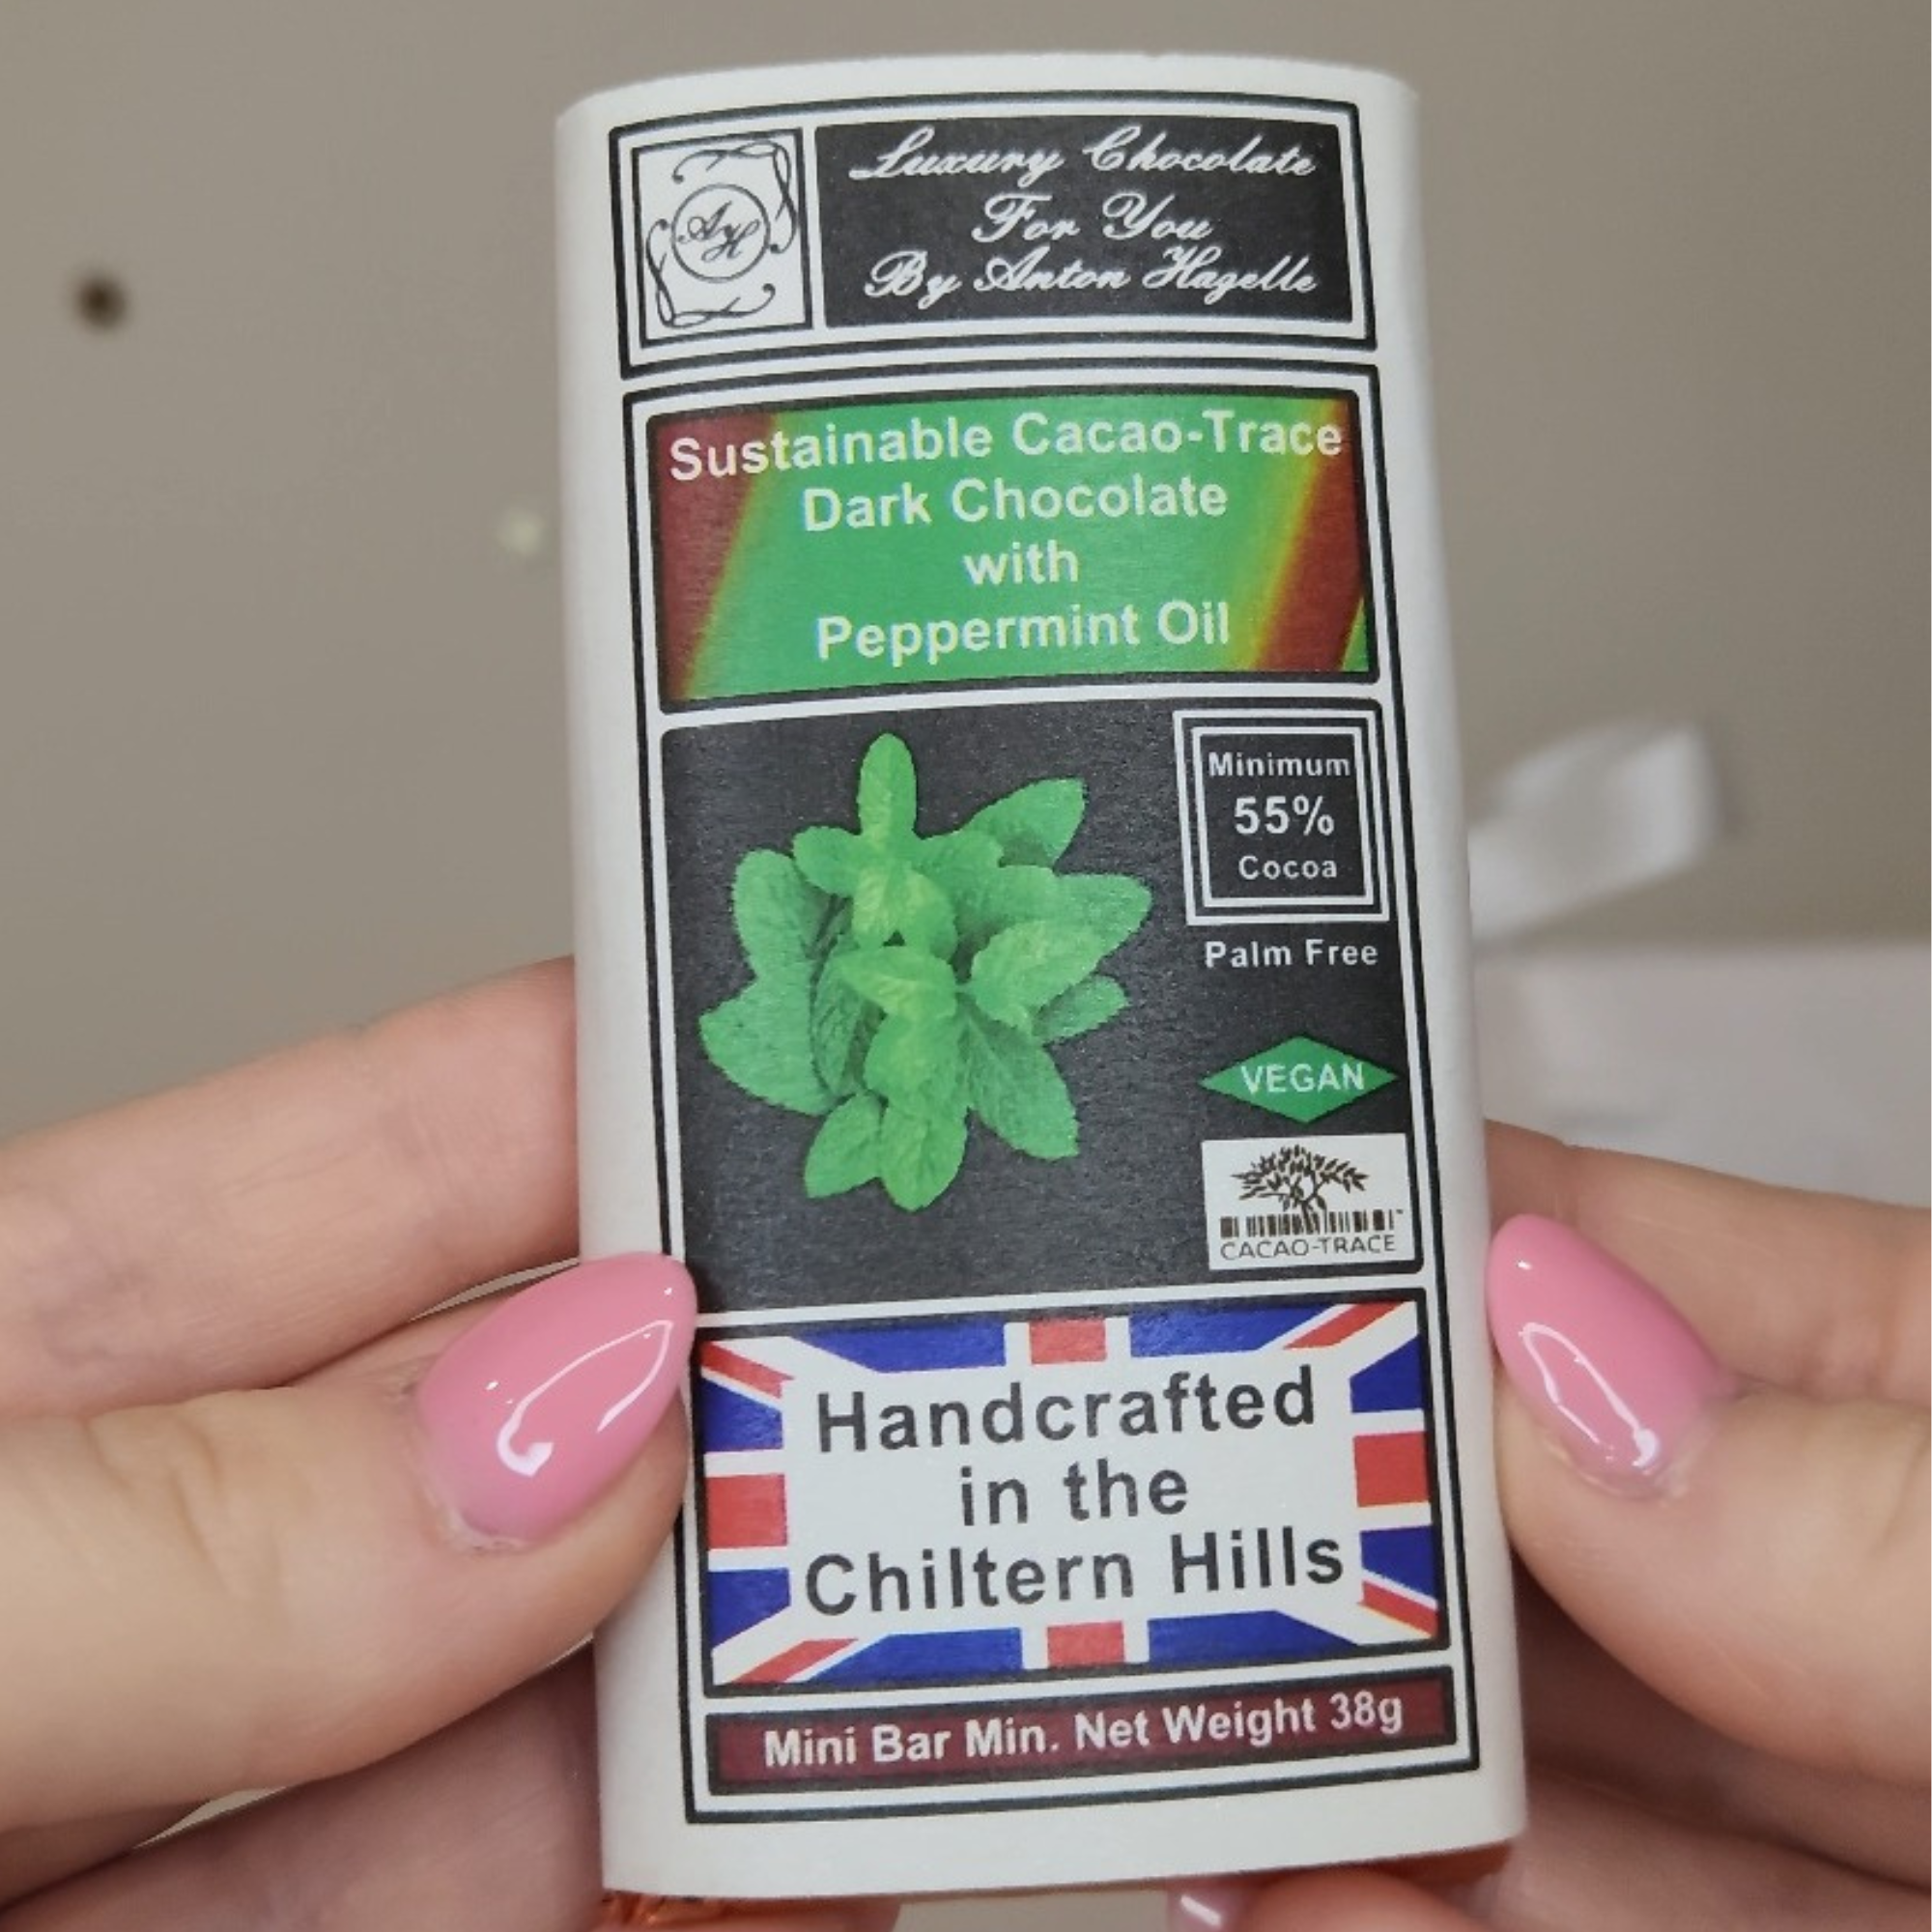 AH
Luxury Chocolate
For You
By Anton Hagelle
Sustainable Cacao-Trace
Dark Chocolate
with
Peppermint Oil
Minimum
55%
Cocoa
Palm Free
VEGAN
CACAO-TRACE
Handcrafted
in the
Chiltern Hills
Mini Bar Min. Net Weight 38g